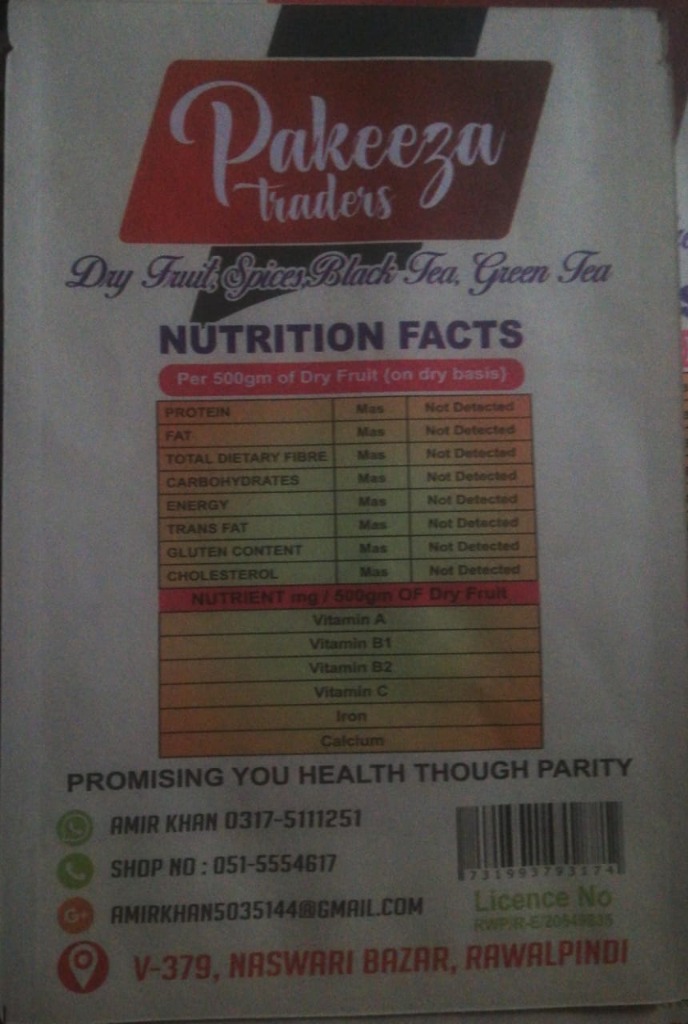 Pakeeza
traders
Dry Fruit, Spices, Black Tea, Green Tea
NUTRITION FACTS
Per 500gm of Dry Fruit (on dry basis)
PROTEIN Mas Not Detected
FAT Mas Not Detected
TOTAL DIETARY FIBRE Mas Not Detected
CARBOHYDRATES Mas Not Detected
ENERGY Mas Not Detected
TRANS FAT Mas Not Detected
GLUTEN CONTENT Mas Not Detected
CHOLESTEROL Mas Not Detected
NUTRIENT mg / 500gm OF Dry Fruit
Vitamin A
Vitamin B1
Vitamin B2
Vitamin C
Iron
Calcium
PROMISING YOU HEALTH THOUGH PARITY
AMIR KHAN 0317-5111251
SHOP NO : 051-5554617
G+ AMIRKHAN5035144@GMAIL.COM
731993793174
Licence No
V-379, NASWARI BAZAR, RAWALPINDI